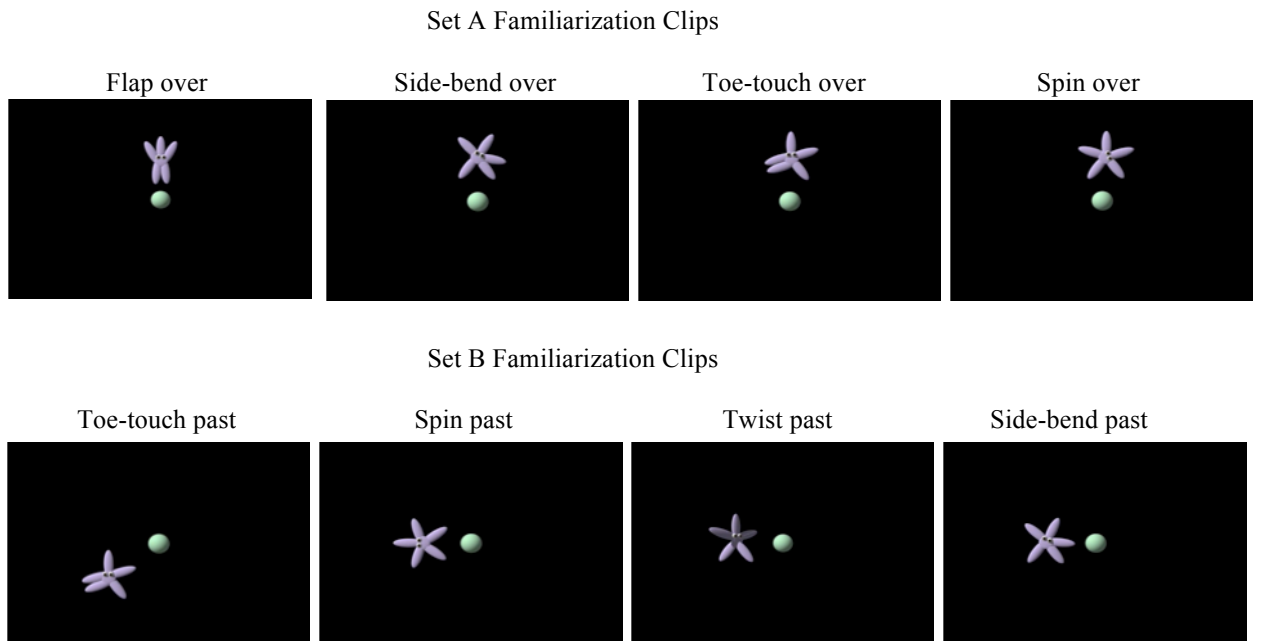 Set A Familiarization Clips
Flap over Side-bend over Toe-touch over Spin over
Set B Familiarization Clips
Toe-touch past Spin past Twist past Side-bend past